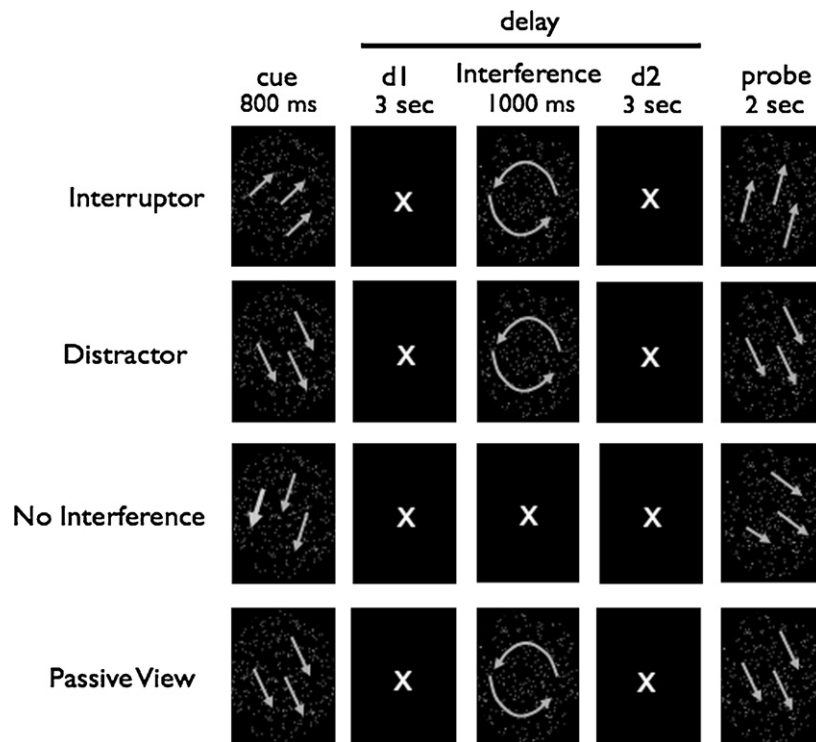 delay
cue d1 Interference d2 probe
800 ms 3 sec 1000 ms 3 sec 2 sec
Interruptor X X
Distractor X X
No Interference X X X
Passive View X X